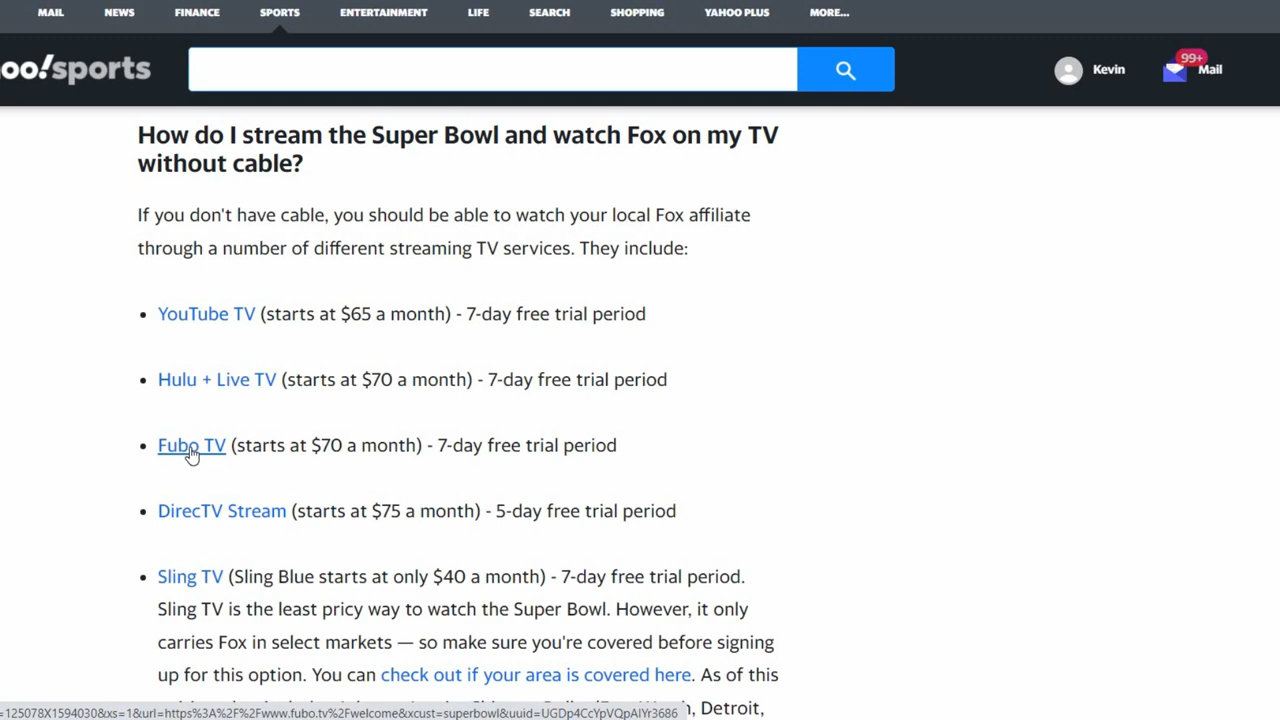 MAIL NEWS FINANCE SPORTS ENTERTAINMENT LIFE SEARCH SHOPPING YAHOO PLUS MORE...
oo!sports
Kevin
99+
Mail
How do I stream the Super Bowl and watch Fox on my TV
without cable?
If you don't have cable, you should be able to watch your local Fox affiliate
through a number of different streaming TV services. They include:
• YouTube TV (starts at $65 a month) - 7-day free trial period
• Hulu + Live TV (starts at $70 a month) - 7-day free trial period
• Fubo TV (starts at $70 a month) - 7-day free trial period
• DirecTV Stream (starts at $75 a month) - 5-day free trial period
• Sling TV (Sling Blue starts at only $40 a month) - 7-day free trial period.
Sling TV is the least pricy way to watch the Super Bowl. However, it only
carries Fox in select markets — so make sure you're covered before signing
up for this option. You can check out if your area is covered here. As of this
Detroit,
=125078X1594030&xs=1&url=https%3A%2F%2Fwww.fubo.tv%2Fwelcome&xcust=superbowl&uuid=UGDp4CcYpVQpAlYr3686